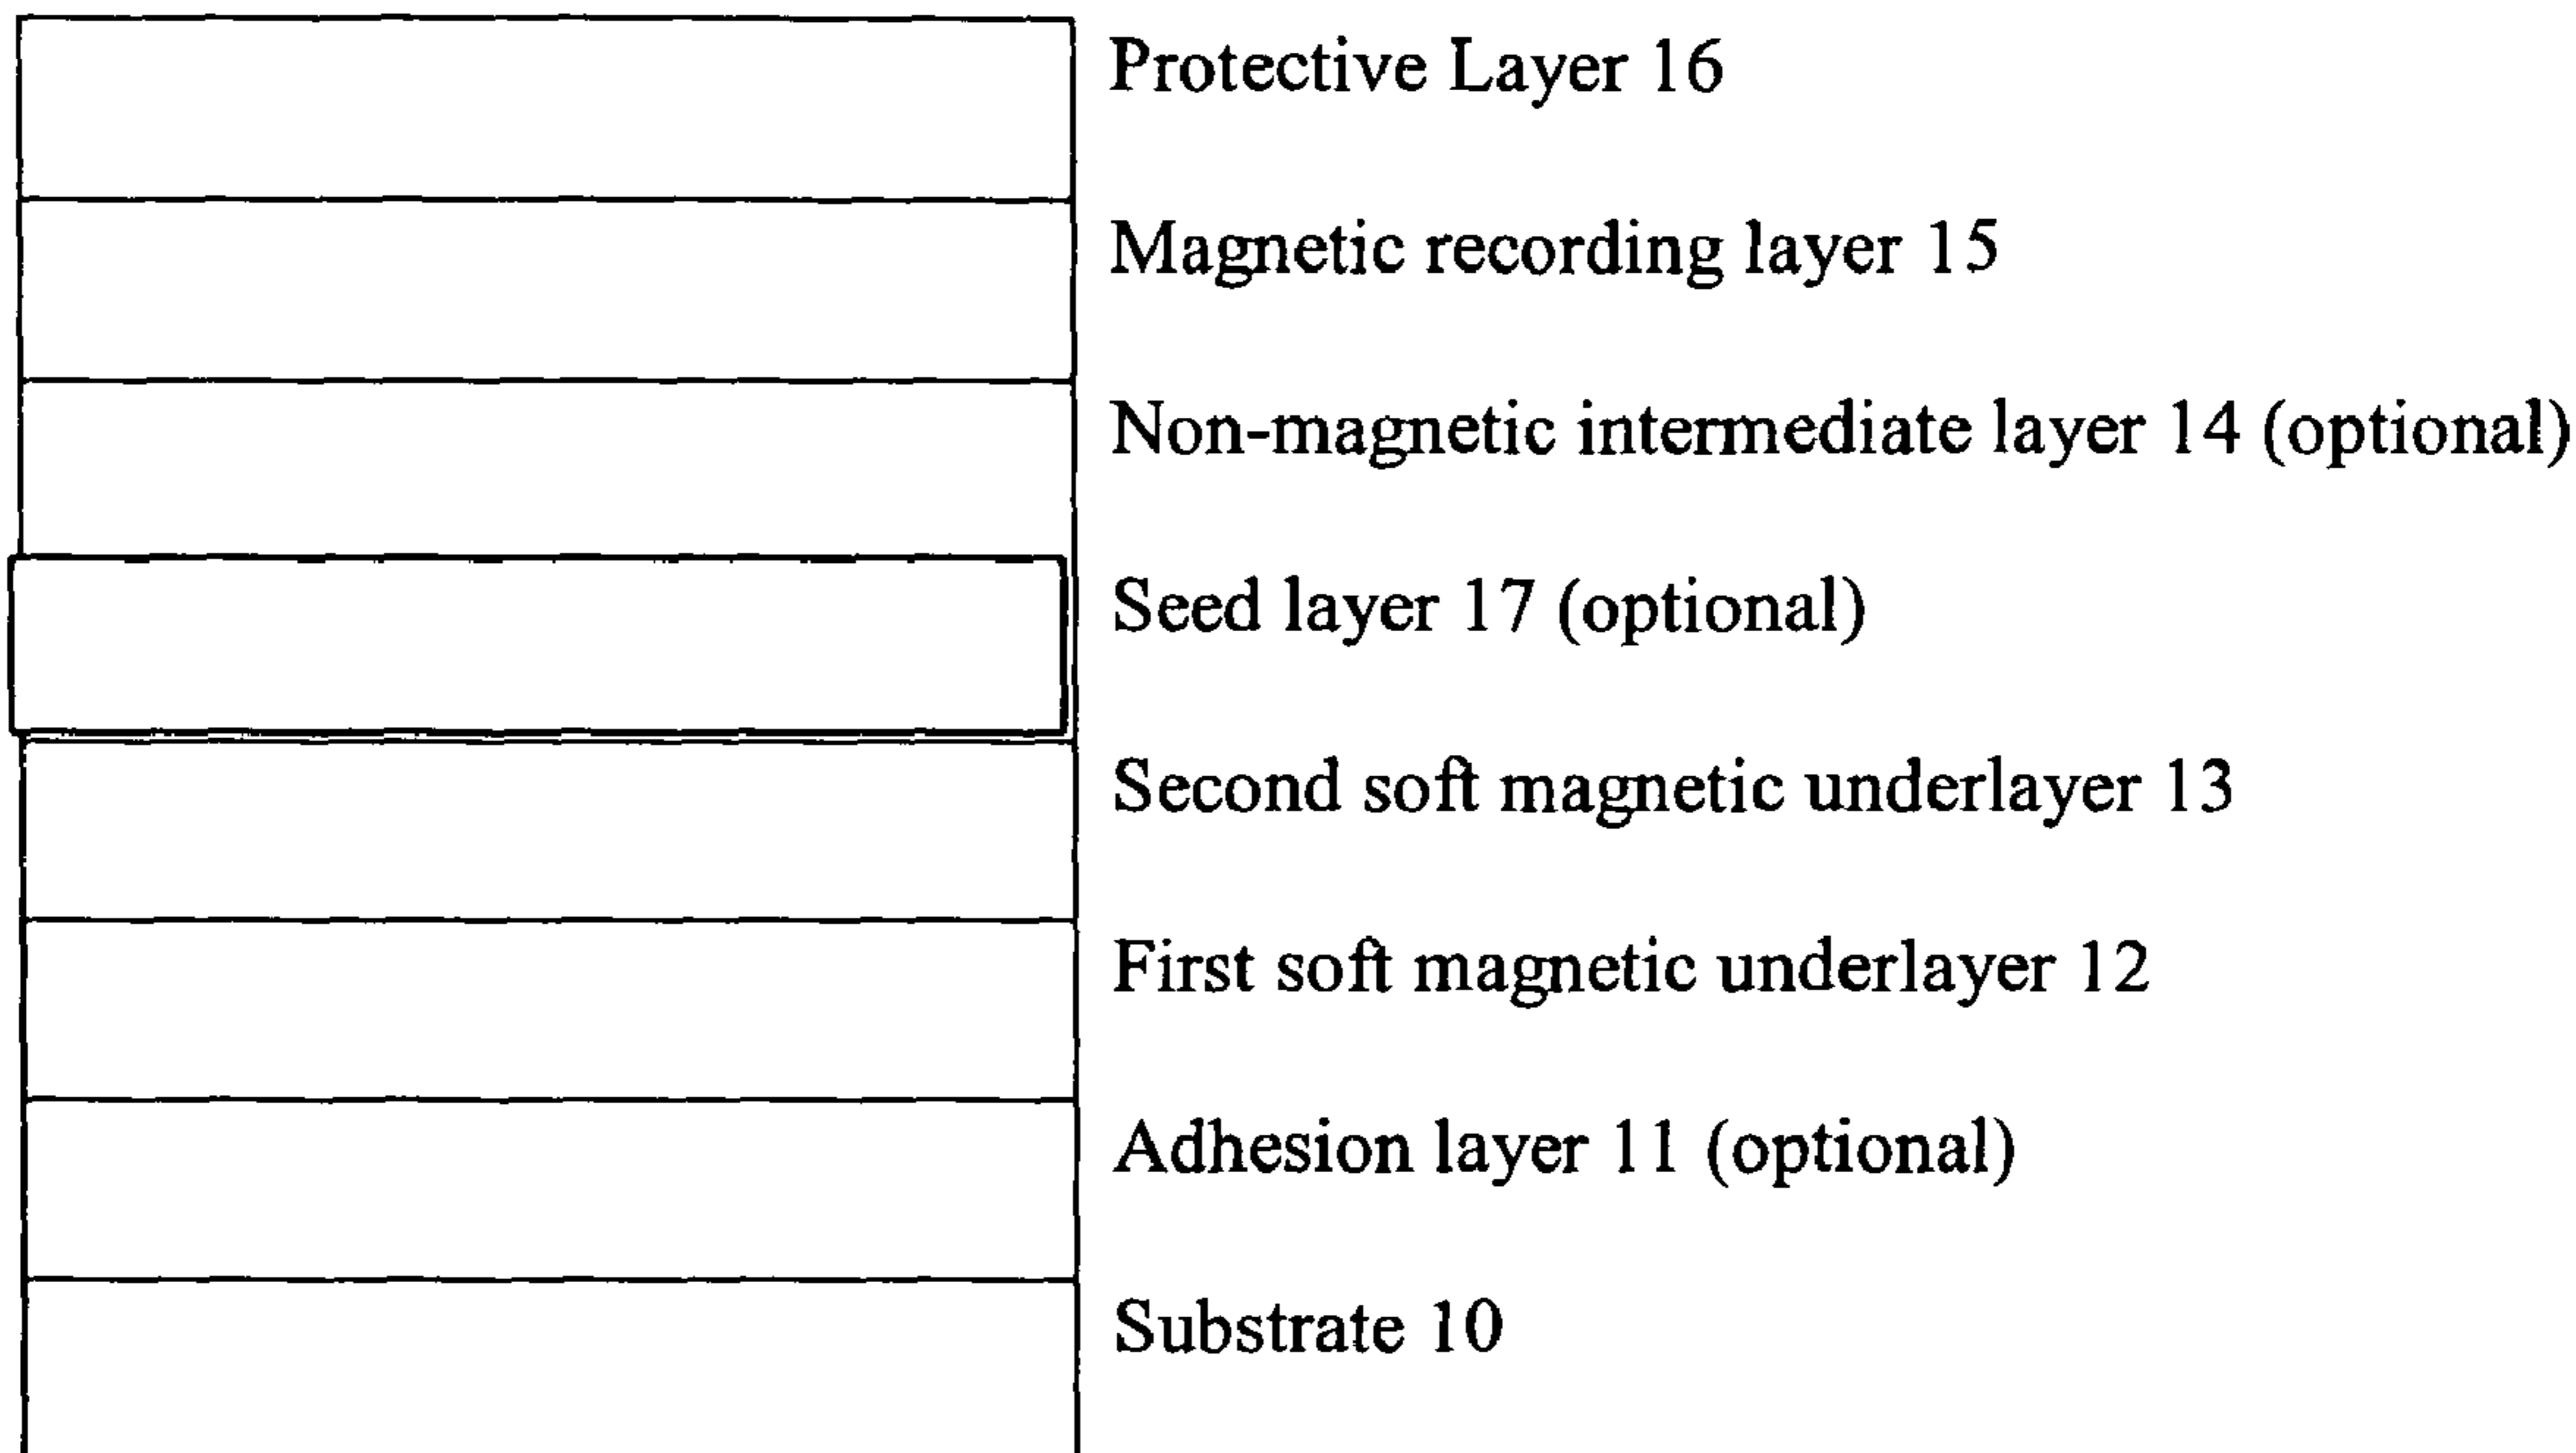 Protective Layer 16
Magnetic recording layer 15
Non-magnetic intermediate layer 14 (optional)
Seed layer 17 (optional)
Second soft magnetic underlayer 13
First soft magnetic underlayer 12
Adhesion layer 11 (optional)
Substrate 10